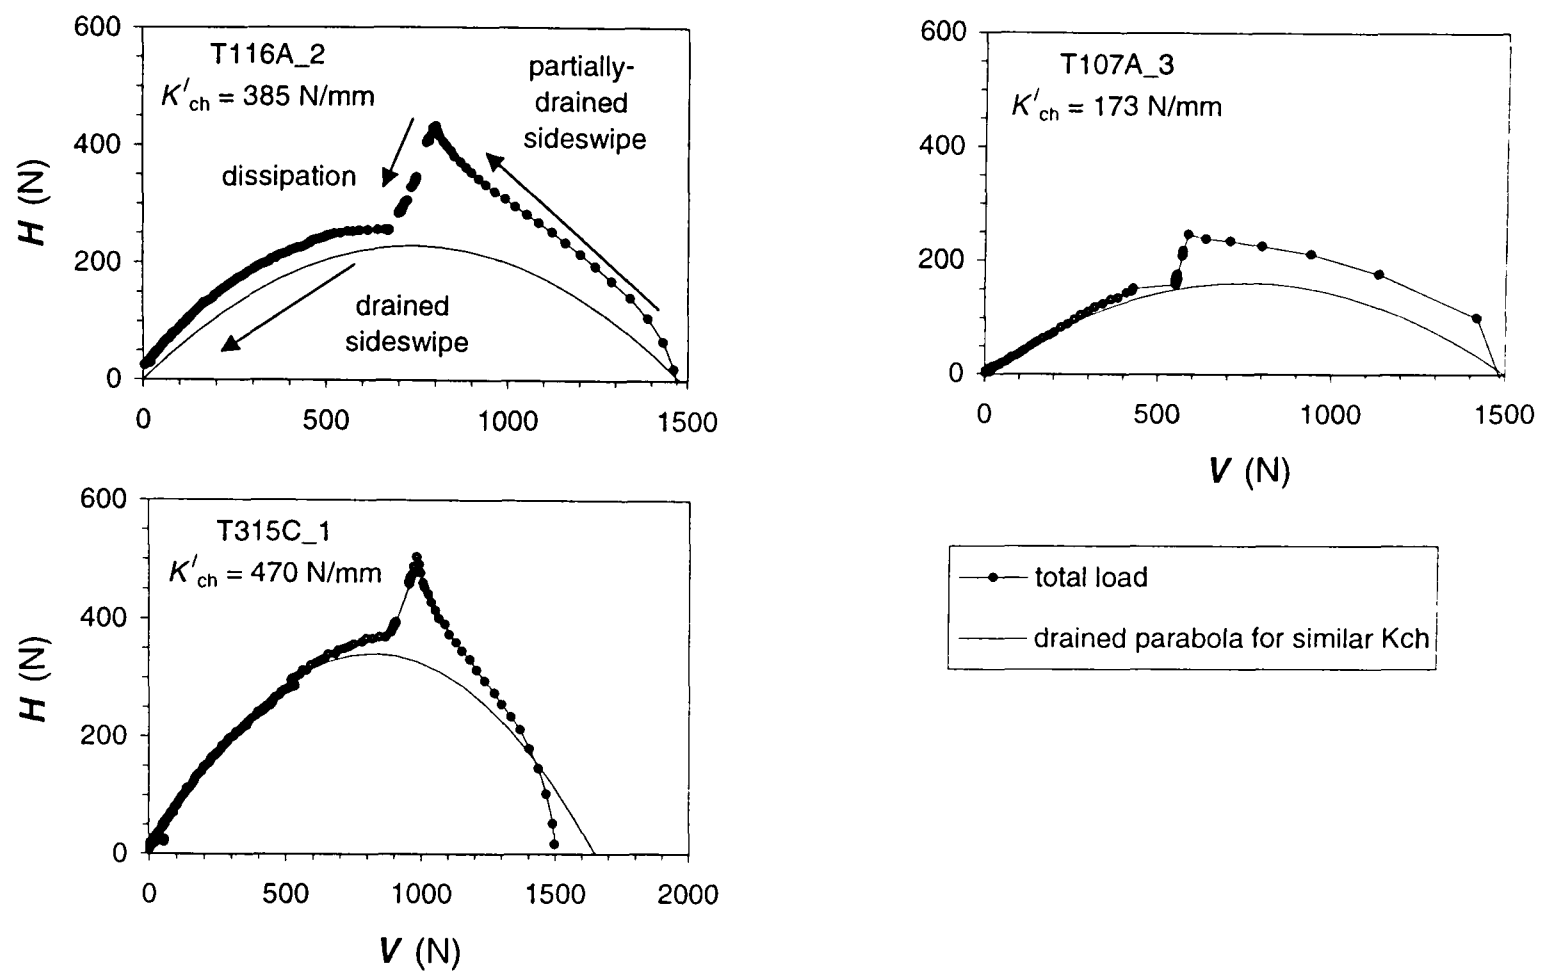 600
T116A_2
K′ch = 385 N/mm
partially-
drained
sideswipe
400
dissipation
H (N)
200
drained
sideswipe
0
0 500 1000 1500
600
T107A_3
K′ch = 173 N/mm
400
200
0
0 500 1000 1500
V (N)
600
T315C_1
K′ch = 470 N/mm
400
H (N)
200
0
0 500 1000 1500 2000
V (N)
total load
drained parabola for similar Kch